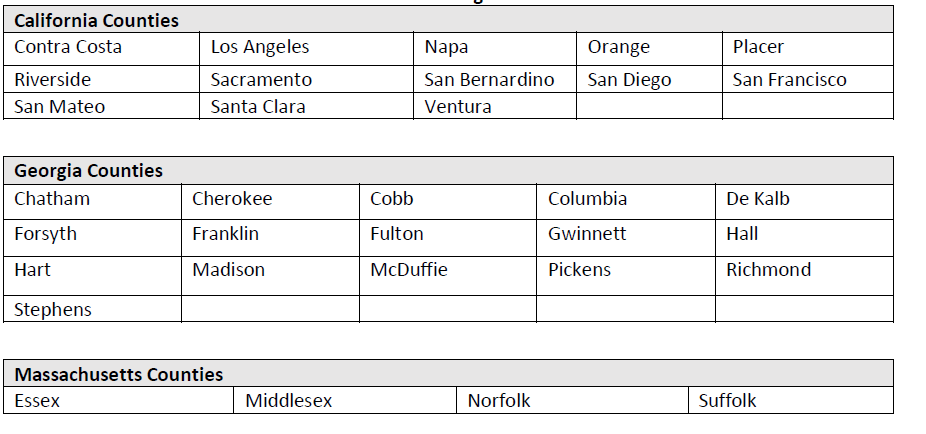 California Counties
Contra Costa Los Angeles Napa Orange Placer
Riverside Sacramento San Bernardino San Diego San Francisco
San Mateo Santa Clara Ventura
Georgia Counties
Chatham Cherokee Cobb Columbia De Kalb
Forsyth Franklin Fulton Gwinnett Hall
Hart Madison McDuffie Pickens Richmond
Stephens
Massachusetts Counties
Essex Middlesex Norfolk Suffolk